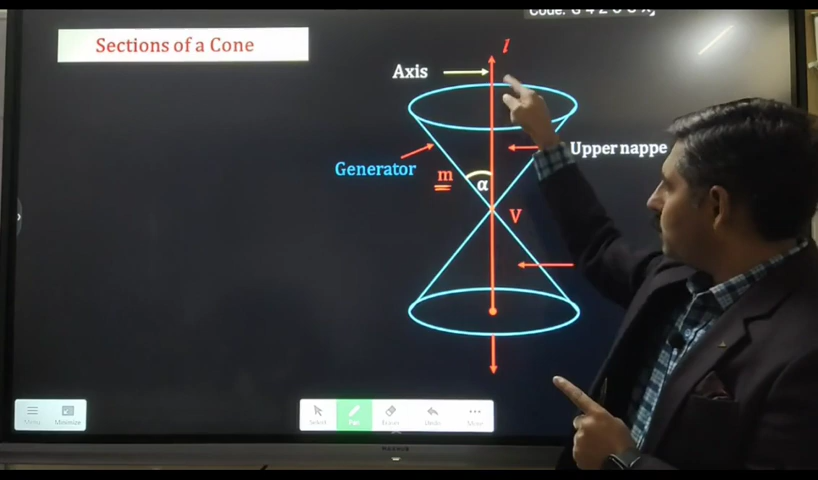 Sections of a Cone
l
Axis
Upper nappe
Generator
m
α
V
Menu
Minimize
Select
Pen
Eraser
Undo
More